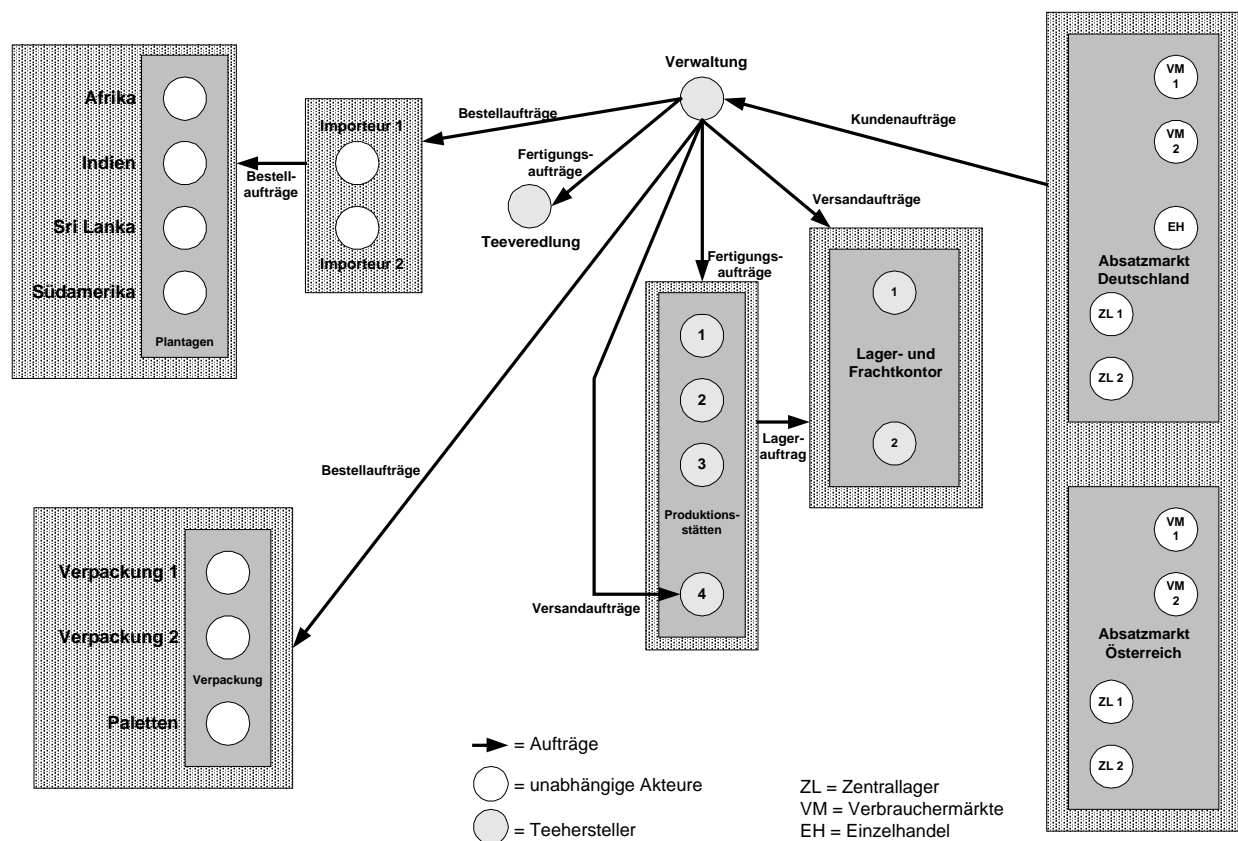 Afrika
Indien
Sri Lanka
Südamerika
Plantagen
Bestell-
aufträge
Importeur 1
Importeur 2
Bestellaufträge
Verwaltung
Fertigungs-
aufträge
Teeveredlung
Kundenaufträge
Versandaufträge
Fertigungs-
aufträge
1
2
3
Produktions-
stätten
4
Lager-
auftrag
1
Lager- und
Frachtkontor
2
VM
1
VM
2
EH
Absatzmarkt
Deutschland
ZL 1
ZL 2
VM
1
VM
2
Absatzmarkt
Österreich
ZL 1
ZL 2
Bestellaufträge
Versandaufträge
Verpackung 1
Verpackung 2
Verpackung
Paletten
= Aufträge
= unabhängige Akteure
= Teehersteller
ZL = Zentrallager
VM = Verbrauchermärkte
EH = Einzelhandel